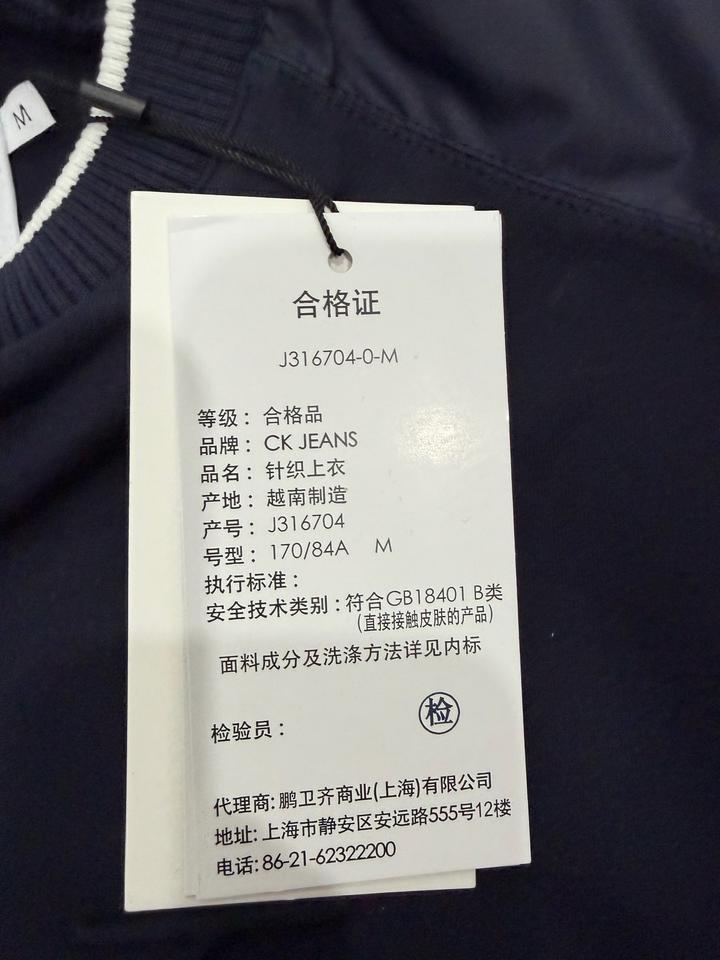 M
合格证
J316704-0-M
等级：合格品
品牌：CK JEANS
品名：针织上衣
产地：越南制造
产号：J316704
号型：170/84A M
执行标准：
安全技术类别：符合GB18401 B类
(直接接触皮肤的产品)
面料成分及洗涤方法详见内标
检验员： 检
代理商:鹏卫齐商业(上海)有限公司
地址:上海市静安区安远路555号12楼
电话:86-21-62322200